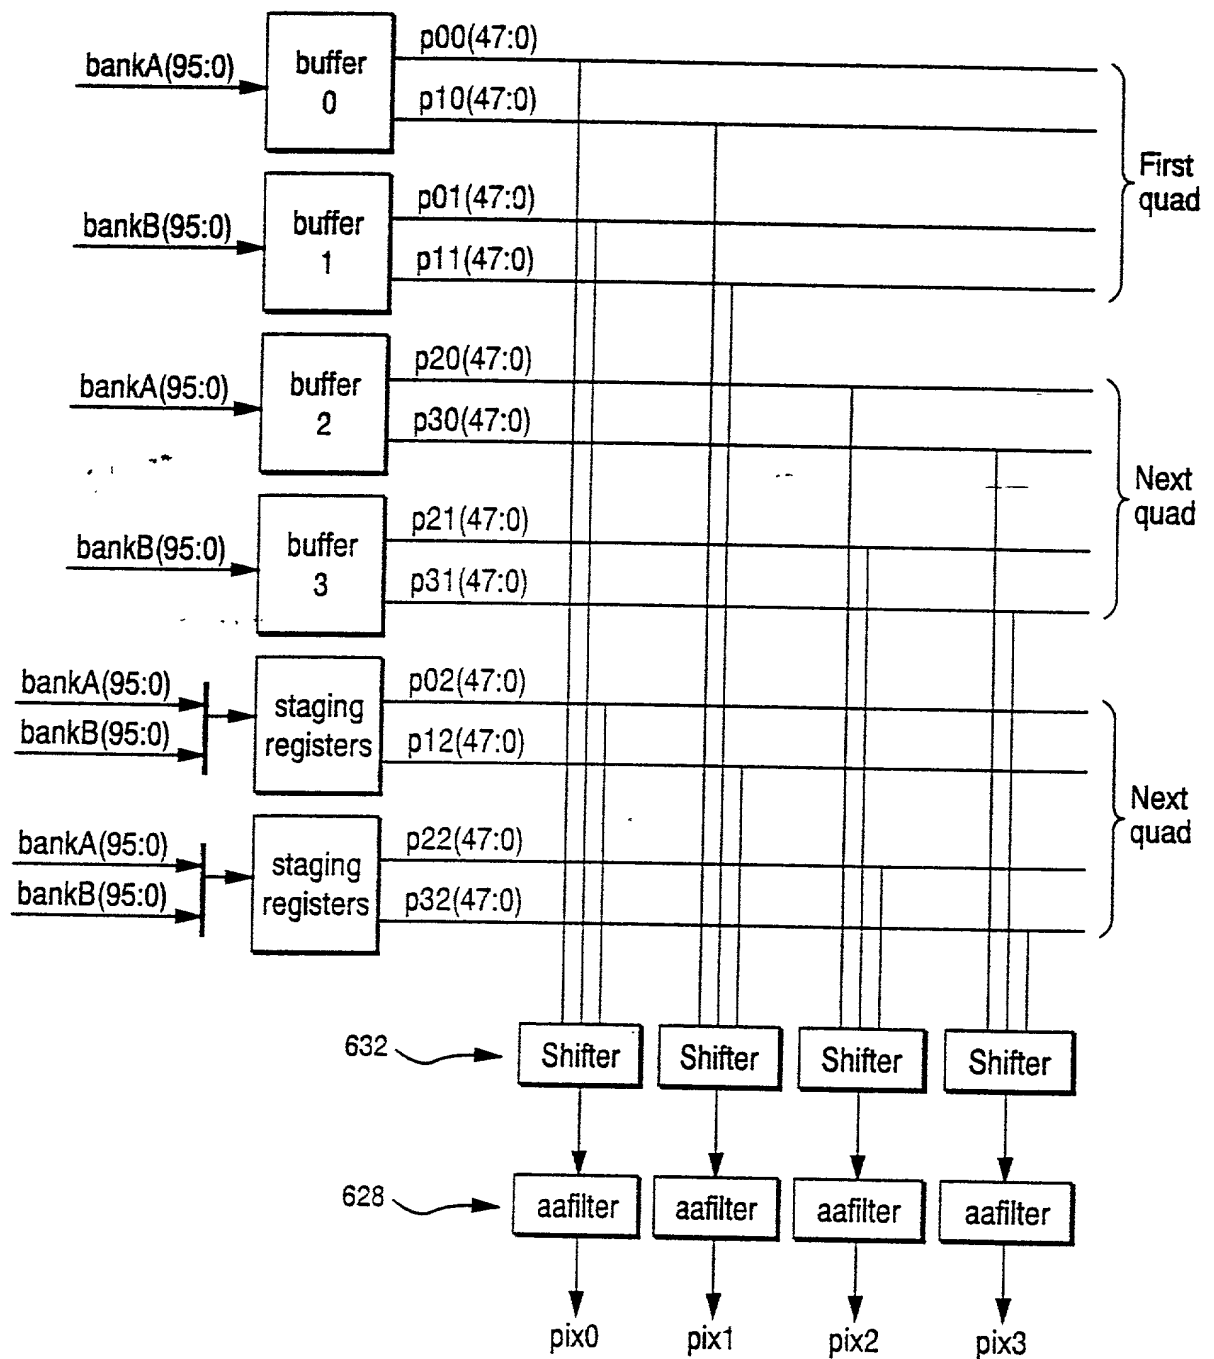 bankA(95:0)
buffer
0
p00(47:0)
p10(47:0)
bankB(95:0)
buffer
1
p01(47:0)
p11(47:0)
First
quad
bankA(95:0)
buffer
2
p20(47:0)
p30(47:0)
bankB(95:0)
buffer
3
p21(47:0)
p31(47:0)
Next
quad
bankA(95:0)
bankB(95:0)
staging
registers
p02(47:0)
p12(47:0)
bankA(95:0)
bankB(95:0)
staging
registers
p22(47:0)
p32(47:0)
Next
quad
632
Shifter
Shifter
Shifter
Shifter
628
aafilter
aafilter
aafilter
aafilter
pix0
pix1
pix2
pix3